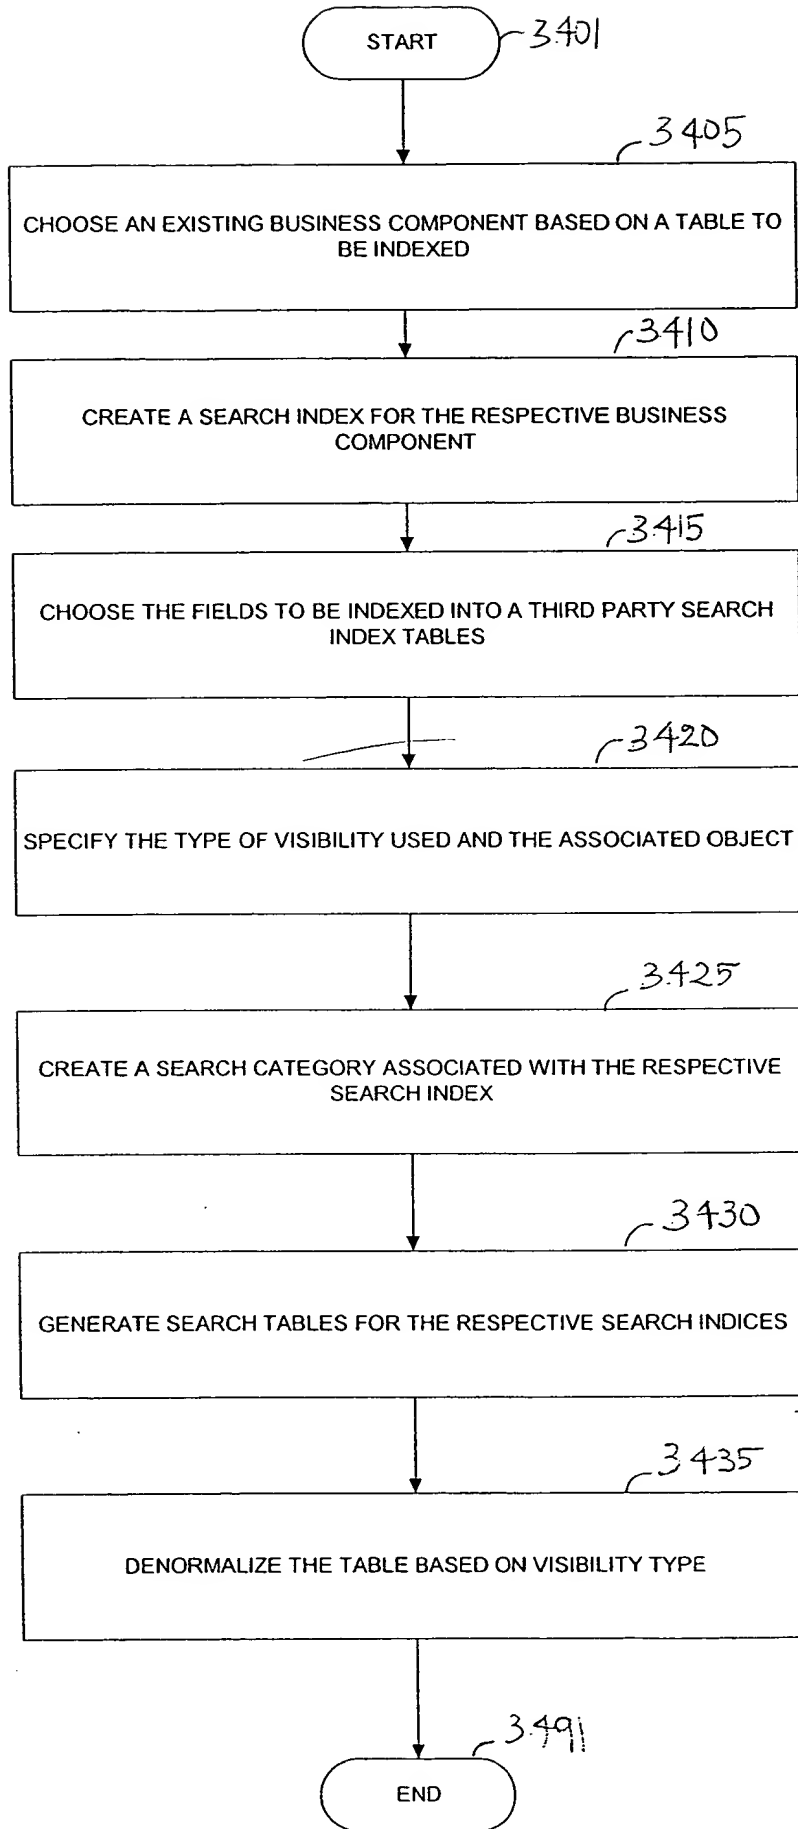 START
3401
3405
CHOOSE AN EXISTING BUSINESS COMPONENT BASED ON A TABLE TO
BE INDEXED
3410
CREATE A SEARCH INDEX FOR THE RESPECTIVE BUSINESS
COMPONENT
3415
CHOOSE THE FIELDS TO BE INDEXED INTO A THIRD PARTY SEARCH
INDEX TABLES
3420
SPECIFY THE TYPE OF VISIBILITY USED AND THE ASSOCIATED OBJECT
3425
CREATE A SEARCH CATEGORY ASSOCIATED WITH THE RESPECTIVE
SEARCH INDEX
3430
GENERATE SEARCH TABLES FOR THE RESPECTIVE SEARCH INDICES
3435
DENORMALIZE THE TABLE BASED ON VISIBILITY TYPE
3491
END